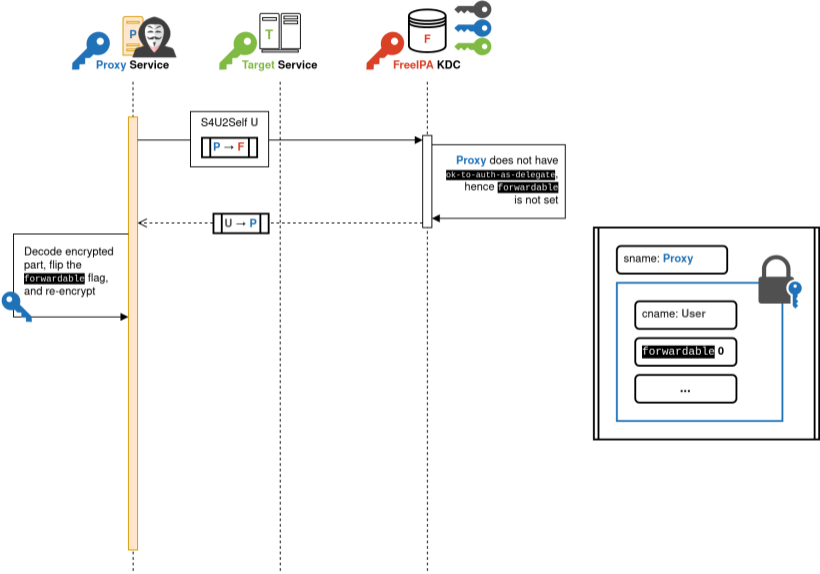 P
T
F
Proxy Service
Target Service
FreeIPA KDC
S4U2Self U
P → F
Proxy does not have
ok-to-auth-as-delegate,
hence forwardable
is not set
U → P
Decode encrypted
part, flip the
forwardable flag,
and re-encrypt
sname: Proxy
cname: User
forwardable 0
...